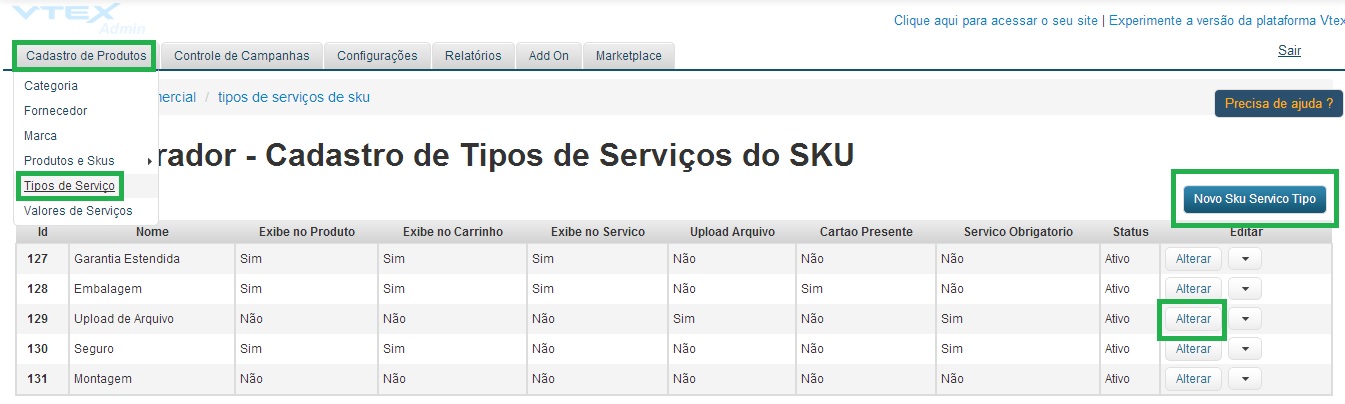 VTEX
Admin
Clique aqui para acessar o seu site | Experimente a versão da plataforma Vtex
Cadastro de Produtos Controle de Campanhas Configurações Relatórios Add On Marketplace
Sair
Categoria
Fornecedor
Marca
Produtos e Skus
Tipos de Serviço
Valores de Serviços
mercial / tipos de serviços de sku
Precisa de ajuda ?
rador - Cadastro de Tipos de Serviços do SKU
Novo Sku Servico Tipo
Id Nome Exibe no Produto Exibe no Carrinho Exibe no Servico Upload Arquivo Cartao Presente Servico Obrigatorio Status Editar
127 Garantia Estendida Sim Sim Sim Não Não Não Ativo Alterar
128 Embalagem Sim Sim Sim Não Sim Não Ativo Alterar
129 Upload de Arquivo Não Não Não Sim Não Sim Ativo Alterar
130 Seguro Sim Sim Não Não Não Sim Ativo Alterar
131 Montagem Não Não Não Não Não Não Ativo Alterar